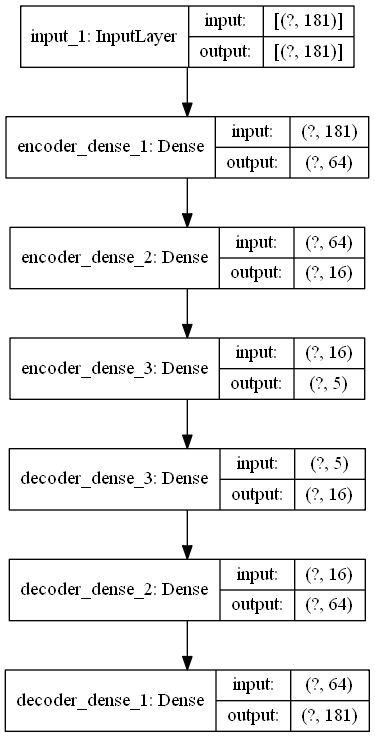 input_1: InputLayer
input: [(?, 181)]
output: [(?, 181)]
encoder_dense_1: Dense
input: (?, 181)
output: (?, 64)
encoder_dense_2: Dense
input: (?, 64)
output: (?, 16)
encoder_dense_3: Dense
input: (?, 16)
output: (?, 5)
decoder_dense_3: Dense
input: (?, 5)
output: (?, 16)
decoder_dense_2: Dense
input: (?, 16)
output: (?, 64)
decoder_dense_1: Dense
input: (?, 64)
output: (?, 181)